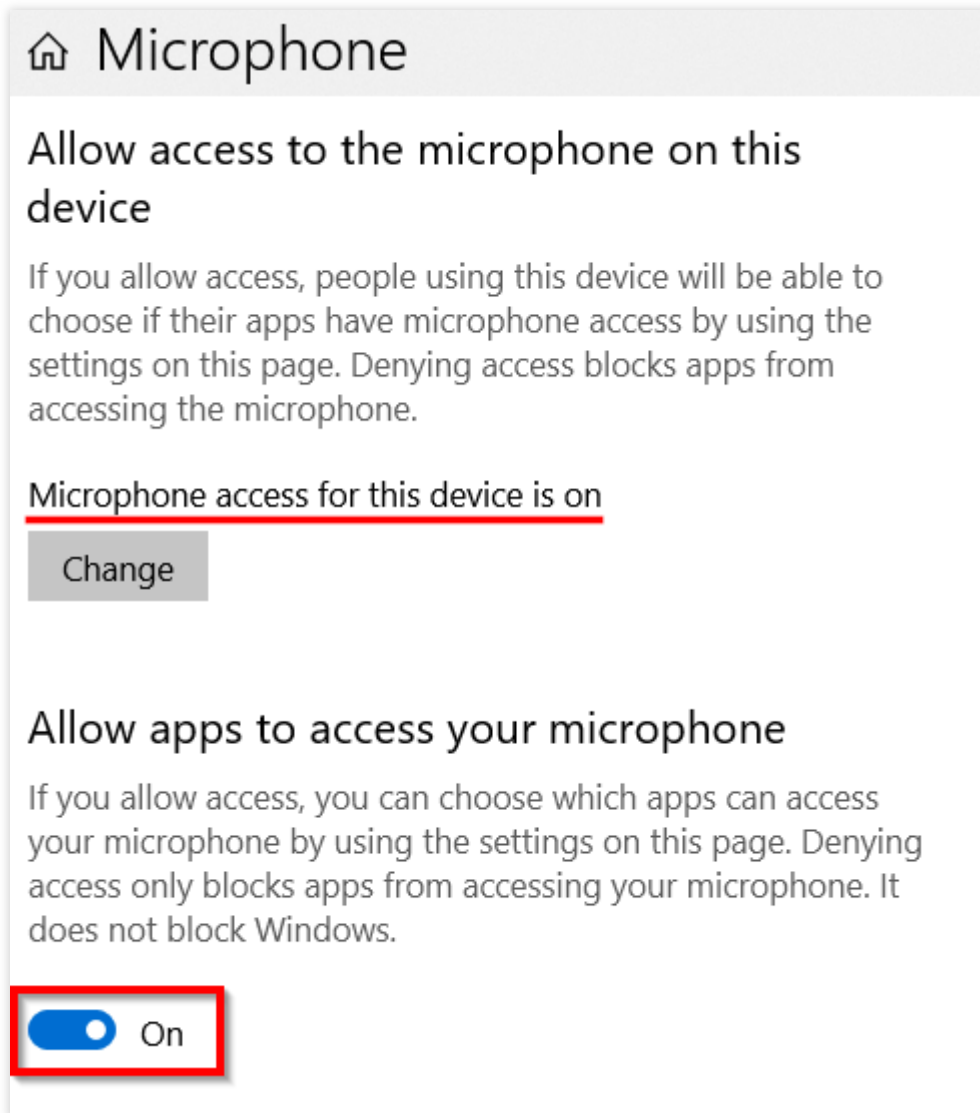 Microphone
Allow access to the microphone on this
device
If you allow access, people using this device will be able to
choose if their apps have microphone access by using the
settings on this page. Denying access blocks apps from
accessing the microphone.
Microphone access for this device is on
Change
Allow apps to access your microphone
If you allow access, you can choose which apps can access
your microphone by using the settings on this page. Denying
access only blocks apps from accessing your microphone. It
does not block Windows.
On